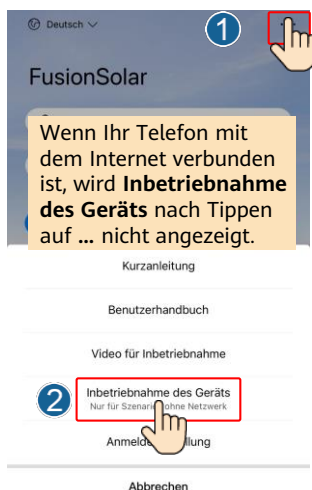 Deutsch
1
FusionSolar
Wenn Ihr Telefon mit
dem Internet verbunden
ist, wird Inbetriebnahme
des Geräts nach Tippen
auf ... nicht angezeigt.
Kurzanleitung
Benutzerhandbuch
Video für Inbetriebnahme
2
Inbetriebnahme des Geräts
Nur für Szenarien ohne Netzwerk
Abbrechen